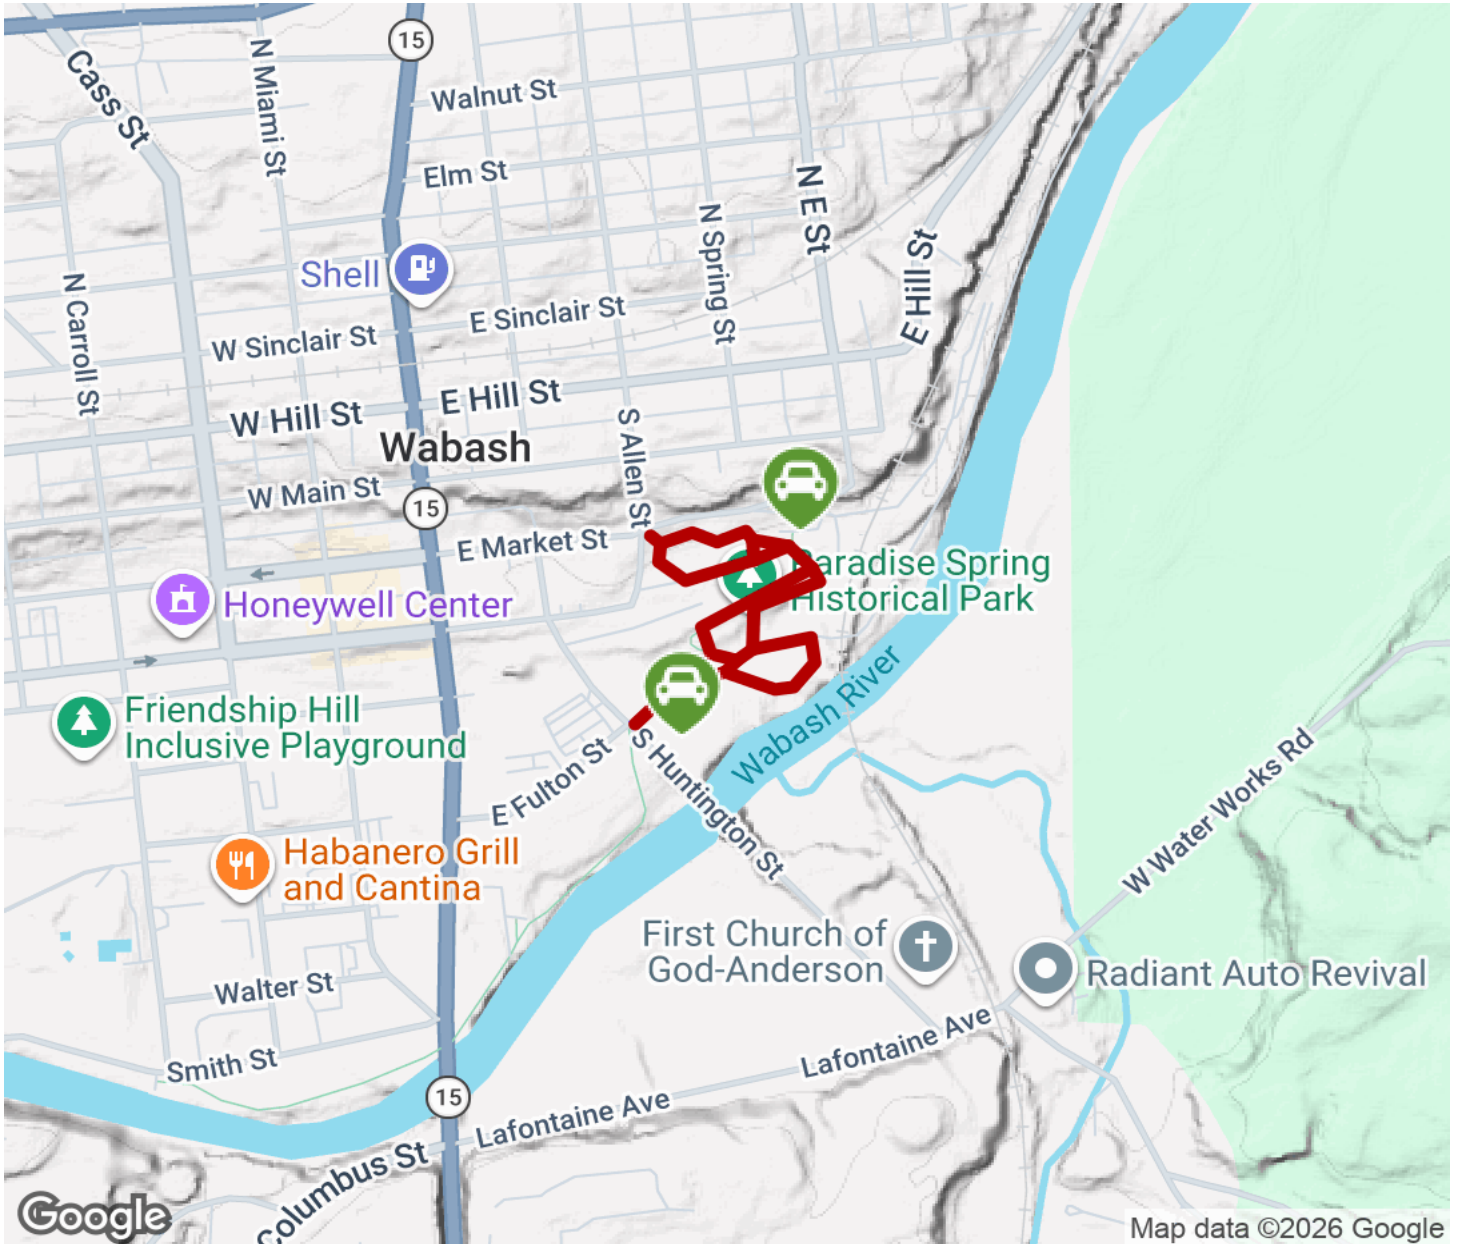 15
Cass St
N Miami St
Walnut St
Elm St
N E St
N Spring St
E Hill St
Shell
N Carroll St
E Sinclair St
W Sinclair St
E Hill St
W Hill St
S Allen St
Wabash
W Main St
15
E Market St
Paradise Spring
Historical Park
Honeywell Center
Wabash River
Friendship Hill
Inclusive Playground
S Huntington St
E Fulton St
W Water Works Rd
Habanero Grill
and Cantina
First Church of
God-Anderson
Radiant Auto Revival
Walter St
Lafontaine Ave
Smith St
15
Lafontaine Ave
Columbus St
Google
Map data ©2026 Google